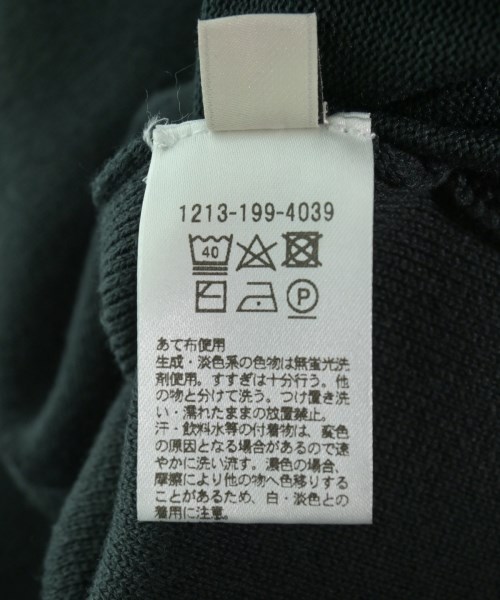 1213-199-4039
40
P
あて布使用
生成・淡色系の色物は無蛍光洗
剤使用。すすぎは十分行う。他
の物と分けて洗う。つけ置き洗
い・濡れたままの放置禁止。
汗・飲料水等の付着物は、変色
の原因となる場合があるので速
やかに洗い流す。濃色の場合、
摩擦により他の物へ色移りする
ことがあるため、白・淡色との
着用に注意。